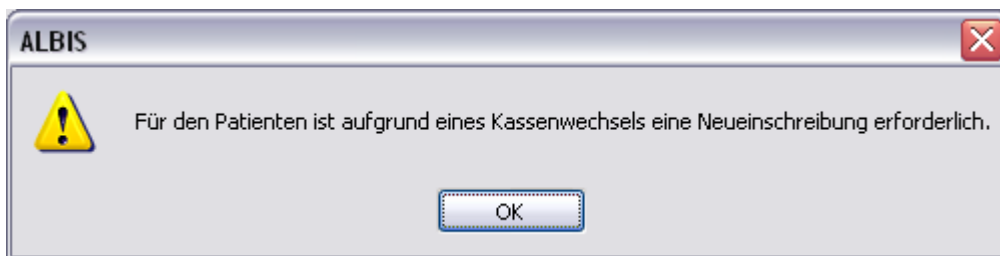 ALBIS
Für den Patienten ist aufgrund eines Kassenwechsels eine Neueinschreibung erforderlich.
OK